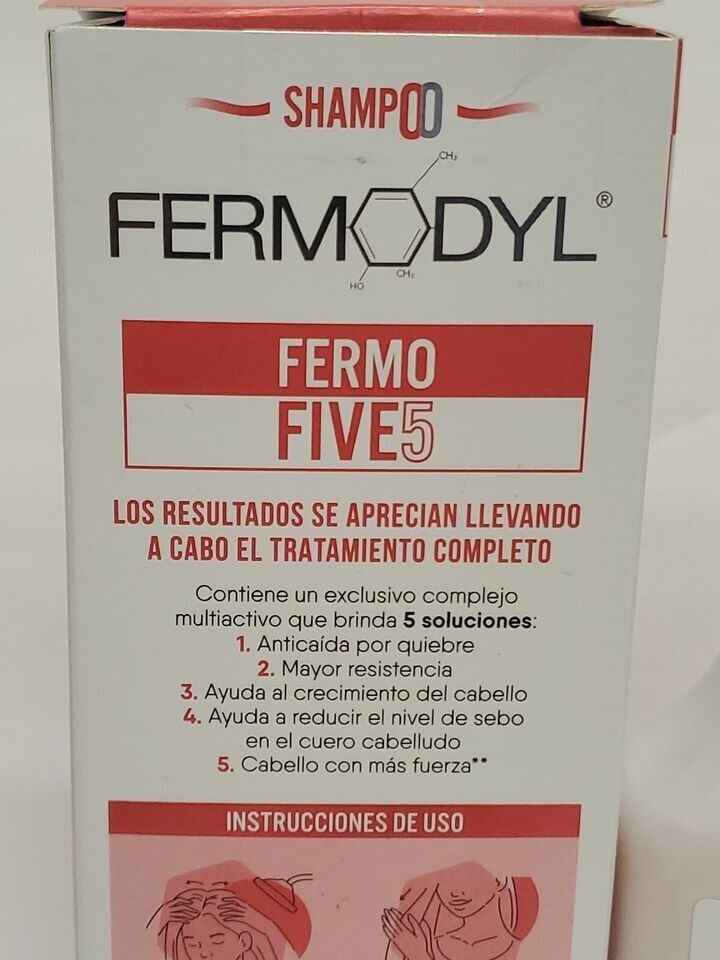 SHAMPOO
FERMODYL®
CH₂
CH₂
HO
FERMO
FIVE5
LOS RESULTADOS SE APRECIAN LLEVANDO
A CABO EL TRATAMIENTO COMPLETO
Contiene un exclusivo complejo
multiactivo que brinda 5 soluciones:
1. Anticaída por quiebre
2. Mayor resistencia
3. Ayuda al crecimiento del cabello
4. Ayuda a reducir el nivel de sebo
en el cuero cabelludo
5. Cabello con más fuerza**
INSTRUCCIONES DE USO